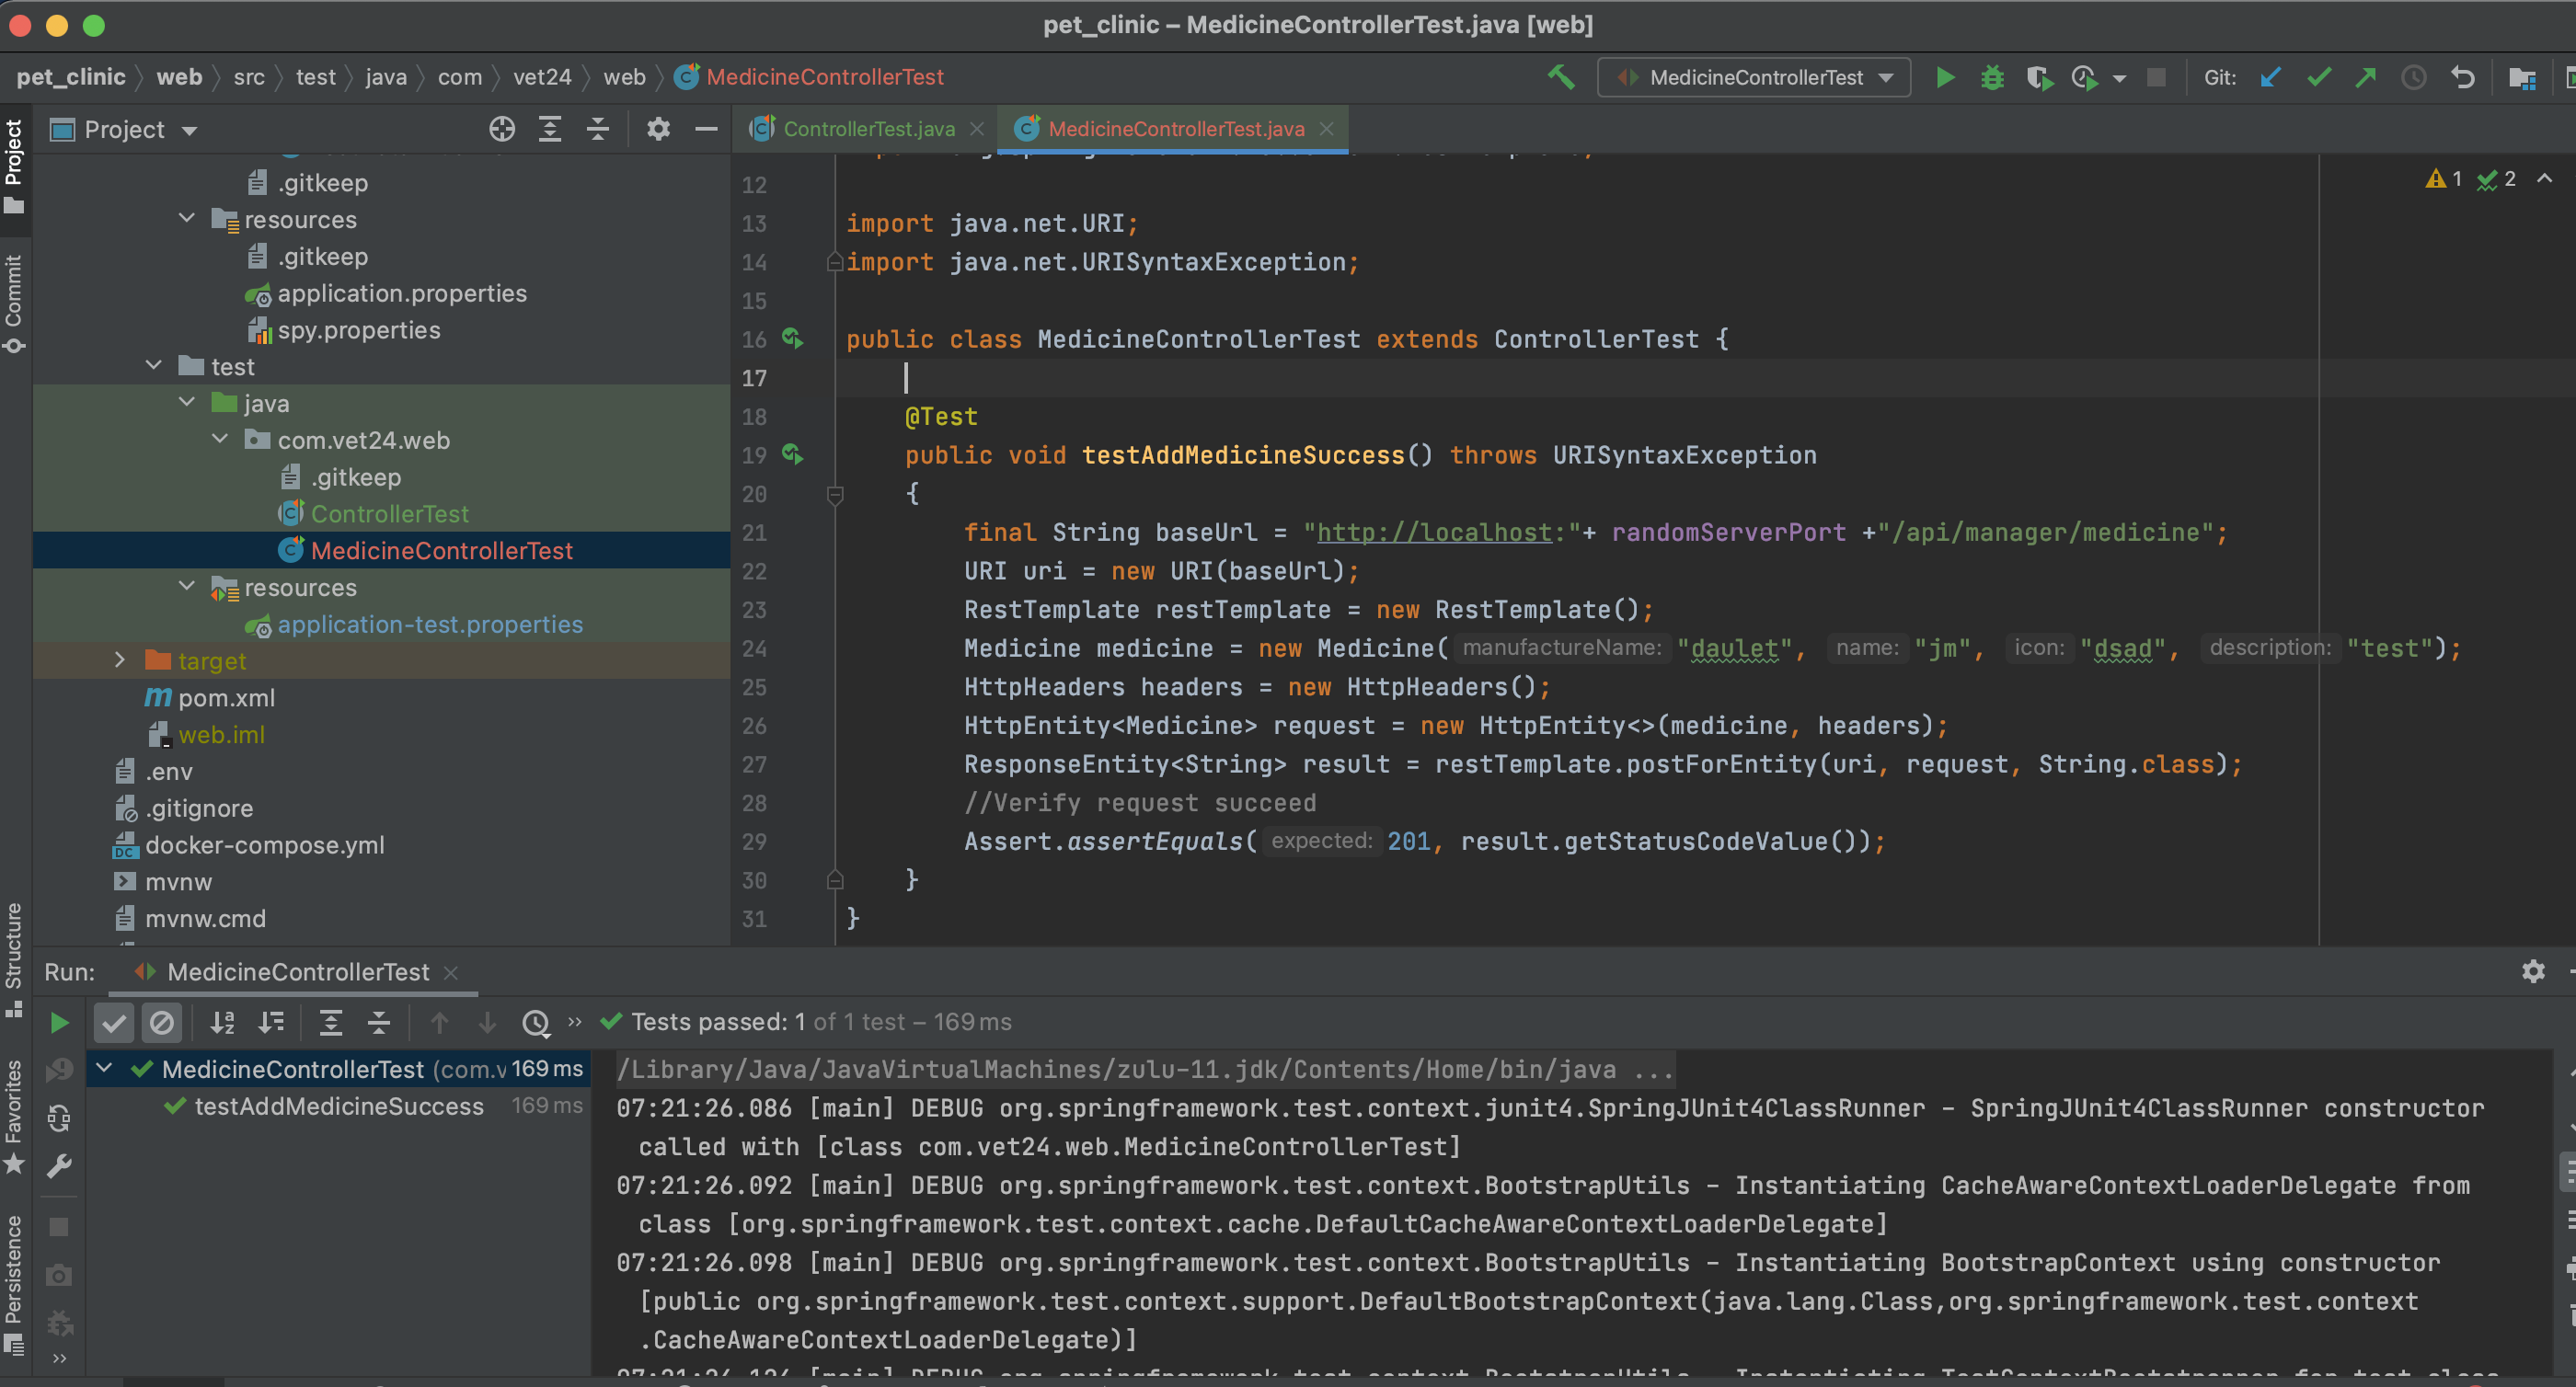 pet_clinic – MedicineControllerTest.java [web]
pet_clinic 〉 web 〉 src 〉 test 〉 java 〉 com 〉 vet24 〉 web 〉 MedicineControllerTest
MedicineControllerTest
Git:
Project
ControllerTest.java
MedicineControllerTest.java
Project
Commit
Structure
Favorites
Persistence
.gitkeep
resources
.gitkeep
application.properties
spy.properties
test
java
com.vet24.web
.gitkeep
ControllerTest
MedicineControllerTest
resources
application-test.properties
target
pom.xml
web.iml
.env
.gitignore
docker-compose.yml
mvnw
mvnw.cmd
1 2
12
13 import java.net.URI;
14 import java.net.URISyntaxException;
15
16 public class MedicineControllerTest extends ControllerTest {
17
18 @Test
19 public void testAddMedicineSuccess() throws URISyntaxException
20 {
21 final String baseUrl = "http://localhost:"+ randomServerPort +"/api/manager/medicine";
22 URI uri = new URI(baseUrl);
23 RestTemplate restTemplate = new RestTemplate();
24 Medicine medicine = new Medicine( manufactureName: "daulet", name: "jm", icon: "dsad", description: "test");
25 HttpHeaders headers = new HttpHeaders();
26 HttpEntity<Medicine> request = new HttpEntity<>(medicine, headers);
27 ResponseEntity<String> result = restTemplate.postForEntity(uri, request, String.class);
28 //Verify request succeed
29 Assert.assertEquals( expected: 201, result.getStatusCodeValue());
30 }
31 }
Run: MedicineControllerTest
Tests passed: 1 of 1 test – 169 ms
MedicineControllerTest (com.v 169 ms
testAddMedicineSuccess 169 ms
/Library/Java/JavaVirtualMachines/zulu-11.jdk/Contents/Home/bin/java ...
07:21:26.086 [main] DEBUG org.springframework.test.context.junit4.SpringJUnit4ClassRunner - SpringJUnit4ClassRunner constructor
called with [class com.vet24.web.MedicineControllerTest]
07:21:26.092 [main] DEBUG org.springframework.test.context.BootstrapUtils - Instantiating CacheAwareContextLoaderDelegate from
class [org.springframework.test.context.cache.DefaultCacheAwareContextLoaderDelegate]
07:21:26.098 [main] DEBUG org.springframework.test.context.BootstrapUtils - Instantiating BootstrapContext using constructor
[public org.springframework.test.context.support.DefaultBootstrapContext(java.lang.Class,org.springframework.test.context
.CacheAwareContextLoaderDelegate)]